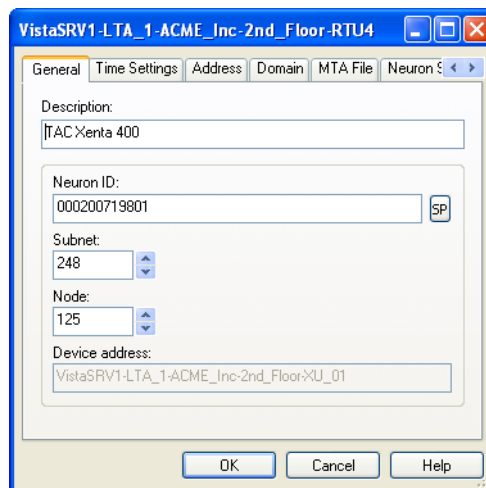 VistaSRV1-LTA_1-ACME_Inc-2nd_Floor-RTU4
General Time Settings Address Domain MTA File Neuron S
Description:
TAC Xenta 400
Neuron ID:
000200719801 SP
Subnet:
248
Node:
125
Device address:
VistaSRV1-LTA_1-ACME_Inc-2nd_Floor-XU_01
OK Cancel Help